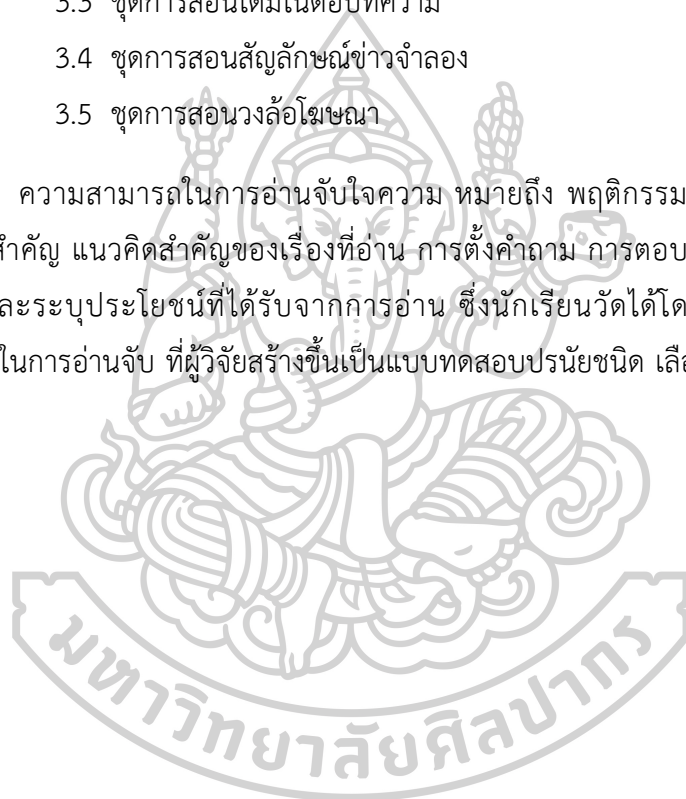 3.3 ชุดการสอนโดมิโนตอบทความ
3.4 ชุดการสอนสัญลักษณ์ข่าวจำลอง
3.5 ชุดการสอนวงล้อโฆษณา
ความสามารถในการอ่านจับใจความ หมายถึง พฤติกรรม
สำคัญ แนวคิดสำคัญของเรื่องที่อ่าน การตั้งคำถาม การตอบ
ละระบุประโยชน์ที่ได้รับจากการอ่าน ซึ่งนักเรียนวัดได้โด
ในการอ่านจับ ที่ผู้วิจัยสร้างขึ้นเป็นแบบทดสอบปรนัยชนิด เลือ
มหาวิทยาลัยศิลปากร